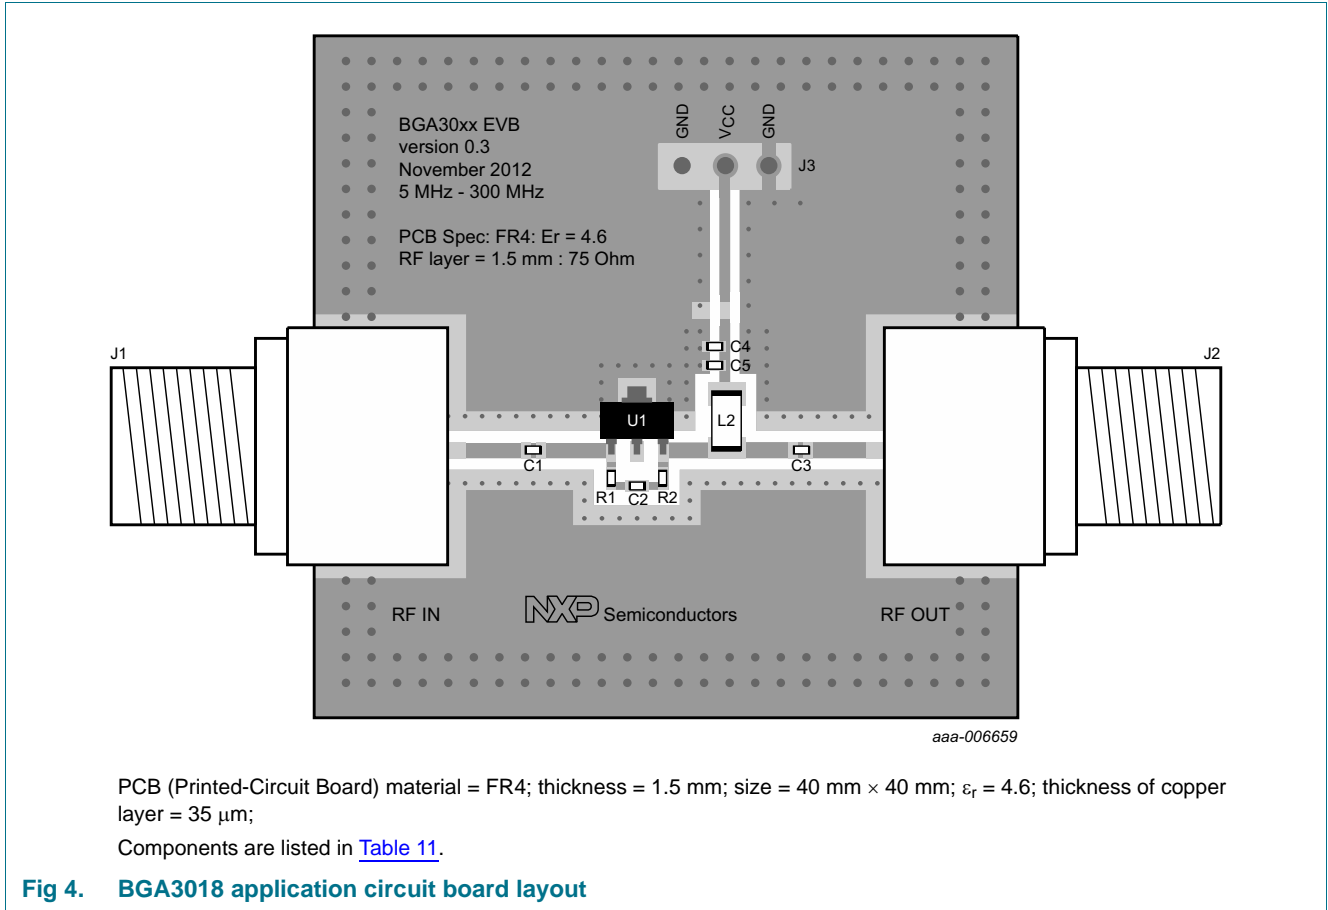 BGA30xx EVB
version 0.3
November 2012
5 MHz - 300 MHz
PCB Spec: FR4: Er = 4.6
RF layer = 1.5 mm : 75 Ohm
GND
VCC
GND
J3
J1
J2
C4
C5
U1
L2
C1
C3
R1
C2
R2
RF IN
NXP Semiconductors
RF OUT
aaa-006659
PCB (Printed-Circuit Board) material = FR4; thickness = 1.5 mm; size = 40 mm × 40 mm; εr = 4.6; thickness of copper
layer = 35 μm;
Components are listed in Table 11.
Fig 4. BGA3018 application circuit board layout